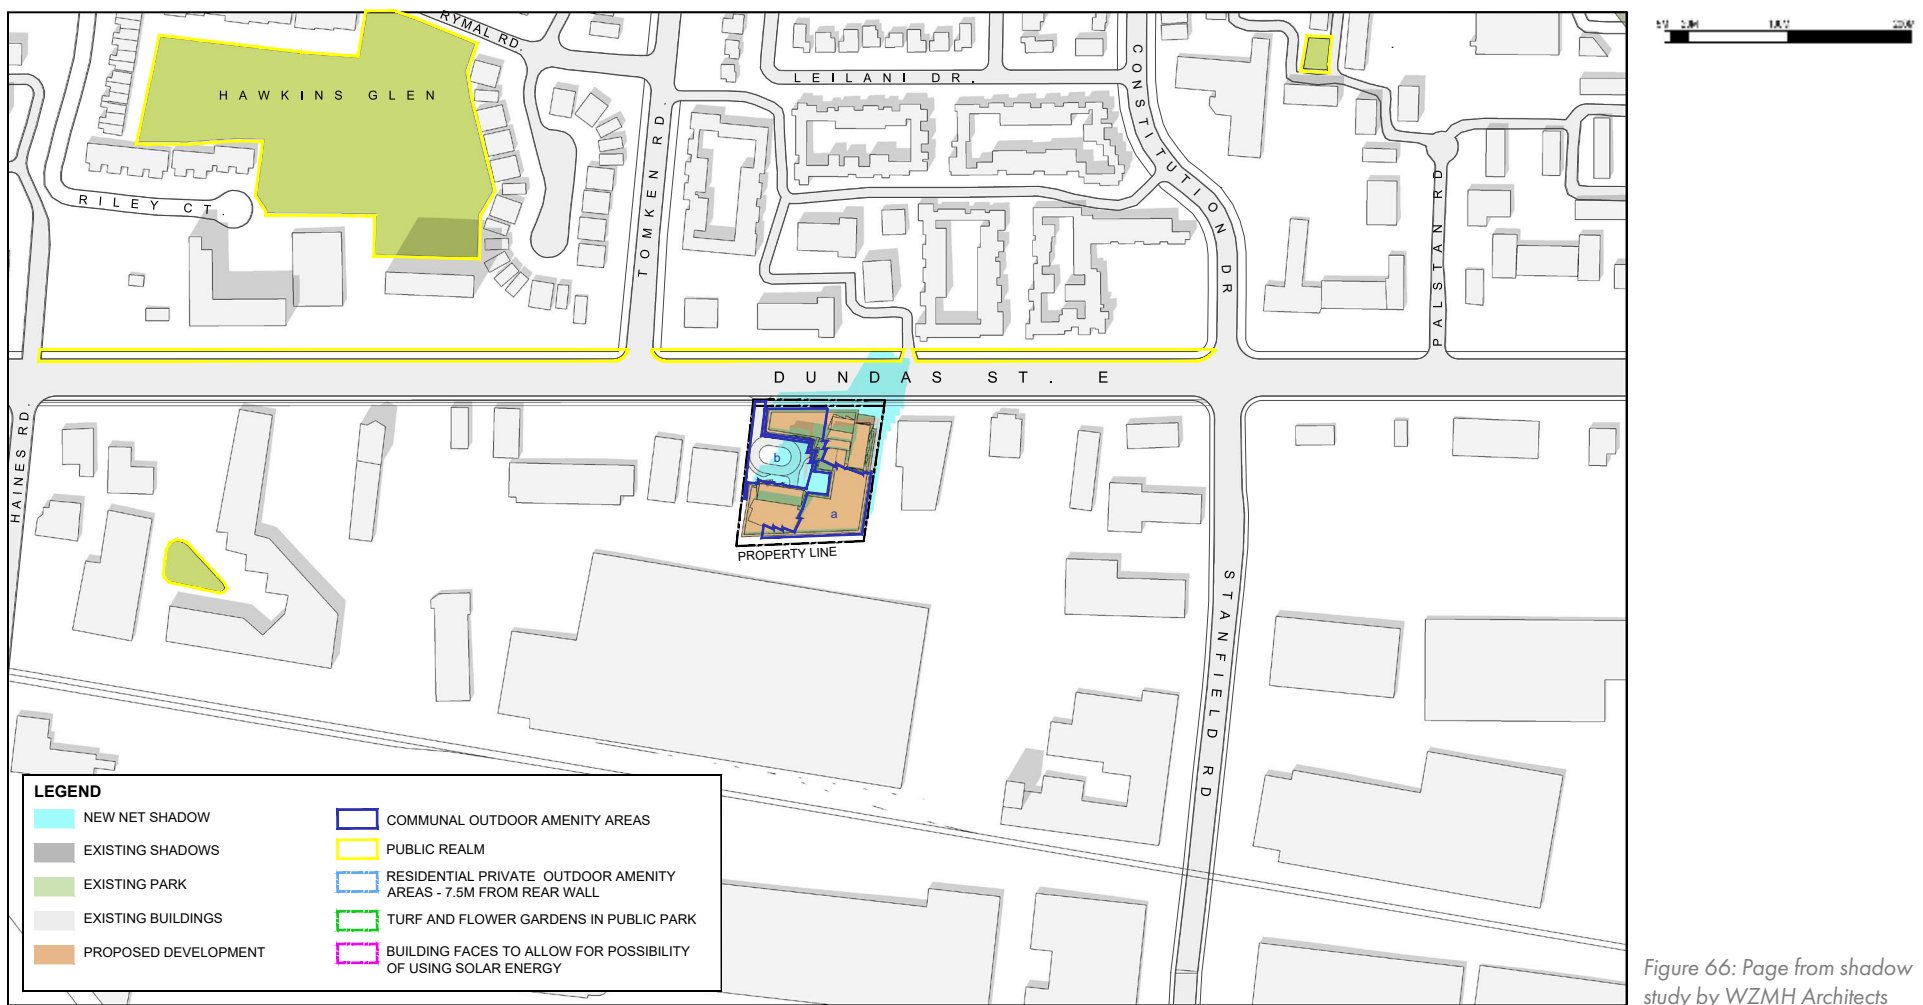 RYMAL RD.
HAWKINS GLEN
LEILANI DR.
CONSTITUTION DR
TOMKEN RD.
RILEY CT.
PALSTAN RD
DUNDAS ST. E
HAINES RD.
b
a
PROPERTY LINE
STANFIELD RD
LEGEND
NEW NET SHADOW
EXISTING SHADOWS
EXISTING PARK
EXISTING BUILDINGS
PROPOSED DEVELOPMENT
COMMUNAL OUTDOOR AMENITY AREAS
PUBLIC REALM
RESIDENTIAL PRIVATE OUTDOOR AMENITY
AREAS - 7.5M FROM REAR WALL
TURF AND FLOWER GARDENS IN PUBLIC PARK
BUILDING FACES TO ALLOW FOR POSSIBILITY
OF USING SOLAR ENERGY
Figure 66: Page from shadow
study by WZMH Architects